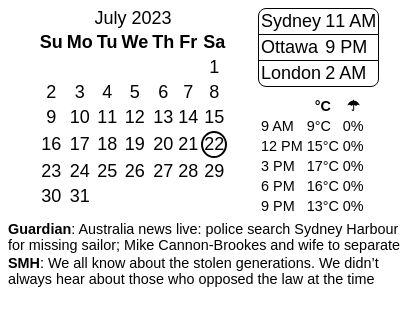 July 2023
Su Mo Tu We Th Fr Sa
1
2 3 4 5 6 7 8
9 10 11 12 13 14 15
16 17 18 19 20 21 22
23 24 25 26 27 28 29
30 31
Sydney 11 AM
Ottawa 9 PM
London 2 AM
°C ☂
9 AM 9°C 0%
12 PM 15°C 0%
3 PM 17°C 0%
6 PM 16°C 0%
9 PM 13°C 0%
Guardian: Australia news live: police search Sydney Harbour
for missing sailor; Mike Cannon-Brookes and wife to separate
SMH: We all know about the stolen generations. We didn’t
always hear about those who opposed the law at the time